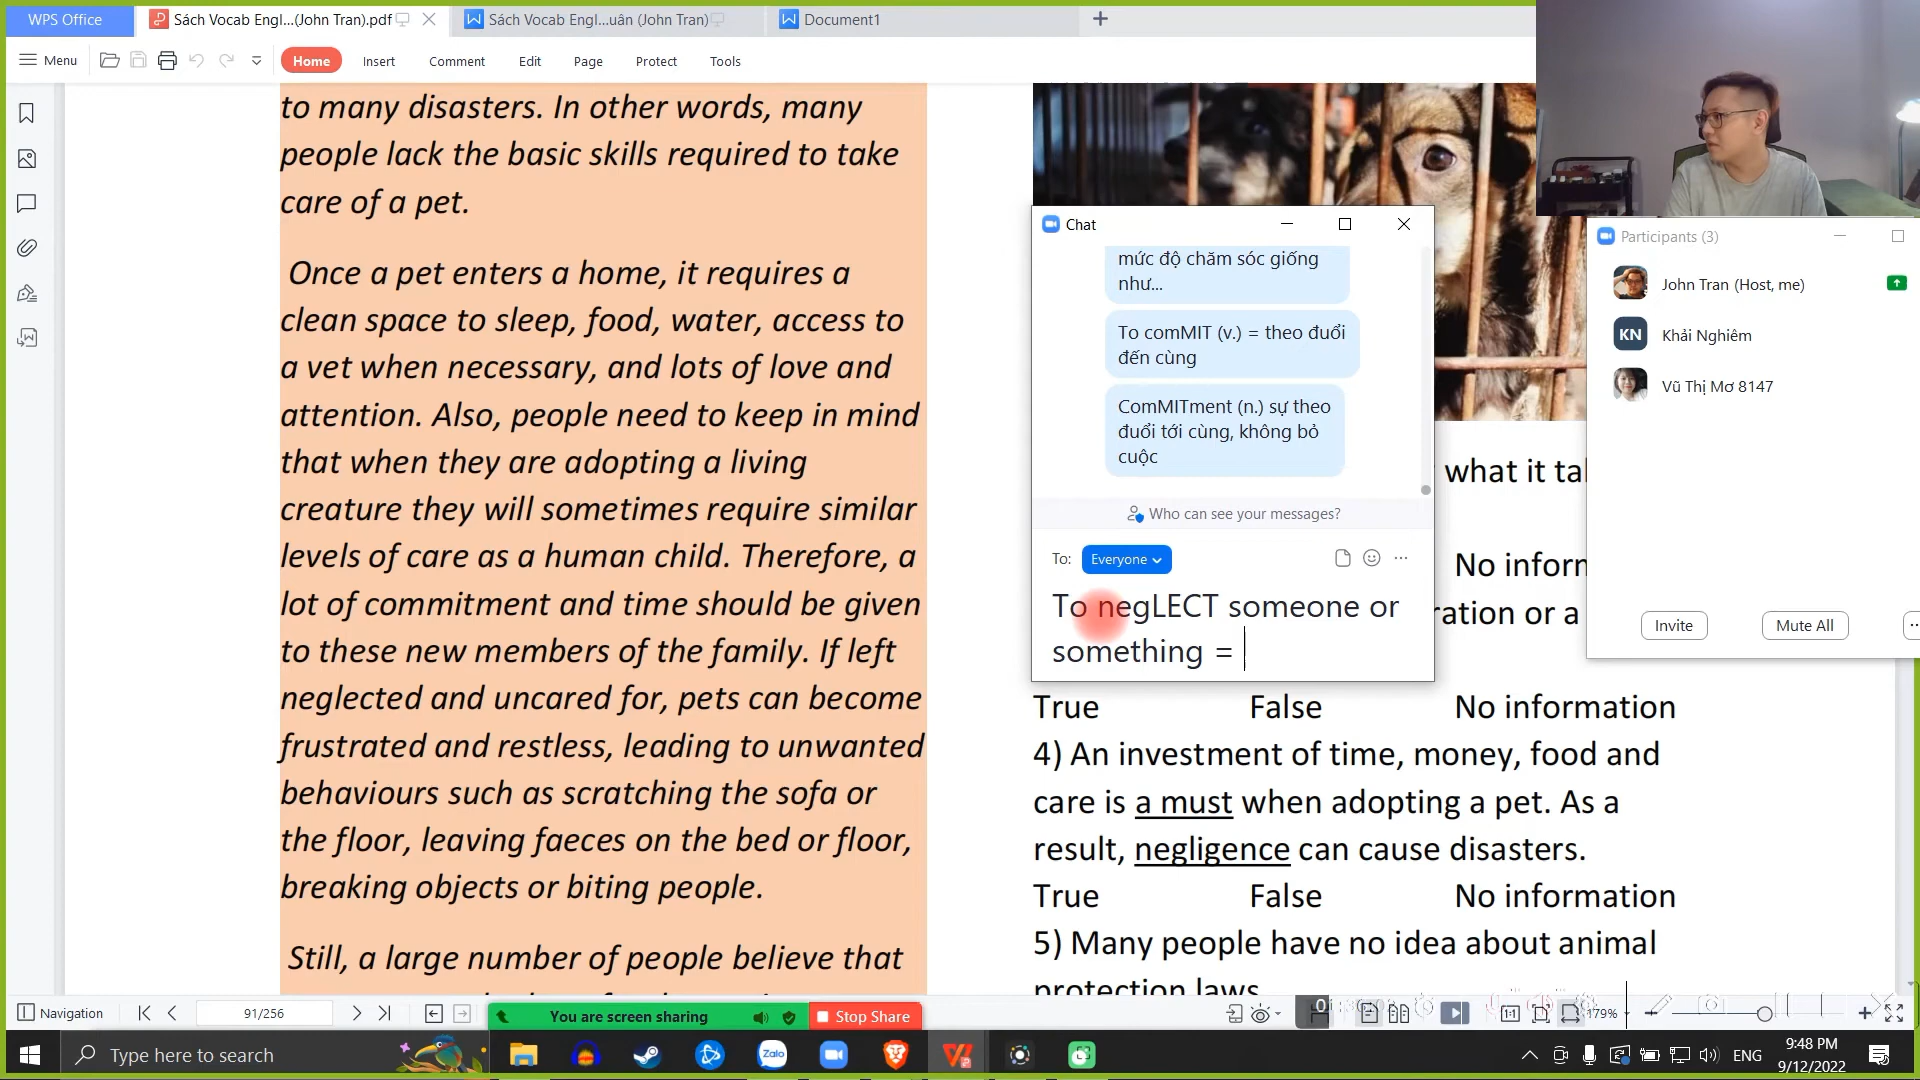 WPS Office
Sách Vocab Engl...(John Tran).pdf
Sách Vocab Engl...uân (John Tran)
Document1
Menu
Home
Insert
Comment
Edit
Page
Protect
Tools
to many disasters. In other words, many
people lack the basic skills required to take
care of a pet.
Once a pet enters a home, it requires a
clean space to sleep, food, water, access to
a vet when necessary, and lots of love and
attention. Also, people need to keep in mind
that when they are adopting a living
creature they will sometimes require similar
levels of care as a human child. Therefore, a
lot of commitment and time should be given
to these new members of the family. If left
neglected and uncared for, pets can become
frustrated and restless, leading to unwanted
behaviours such as scratching the sofa or
the floor, leaving faeces on the bed or floor,
breaking objects or biting people.
Still, a large number of people believe that
Chat
mức độ chăm sóc giống
như...
To comMIT (v.) = theo đuổi
đến cùng
ComMITment (n.) sự theo
đuổi tới cùng, không bỏ
cuộc
Who can see your messages?
To:
Everyone
To negLECT someone or
something =
Participants (3)
John Tran (Host, me)
KN
Khải Nghiêm
Vũ Thị Mơ 8147
Invite
Mute All
what it ta
No inform
ration or a
True
False
No information
4) An investment of time, money, food and
care is a must when adopting a pet. As a
result, negligence can cause disasters.
True
False
No information
5) Many people have no idea about animal
protection laws
Navigation
91/256
You are screen sharing
Stop Share
179%
Type here to search
Zalo
ENG
9:48 PM
9/12/2022